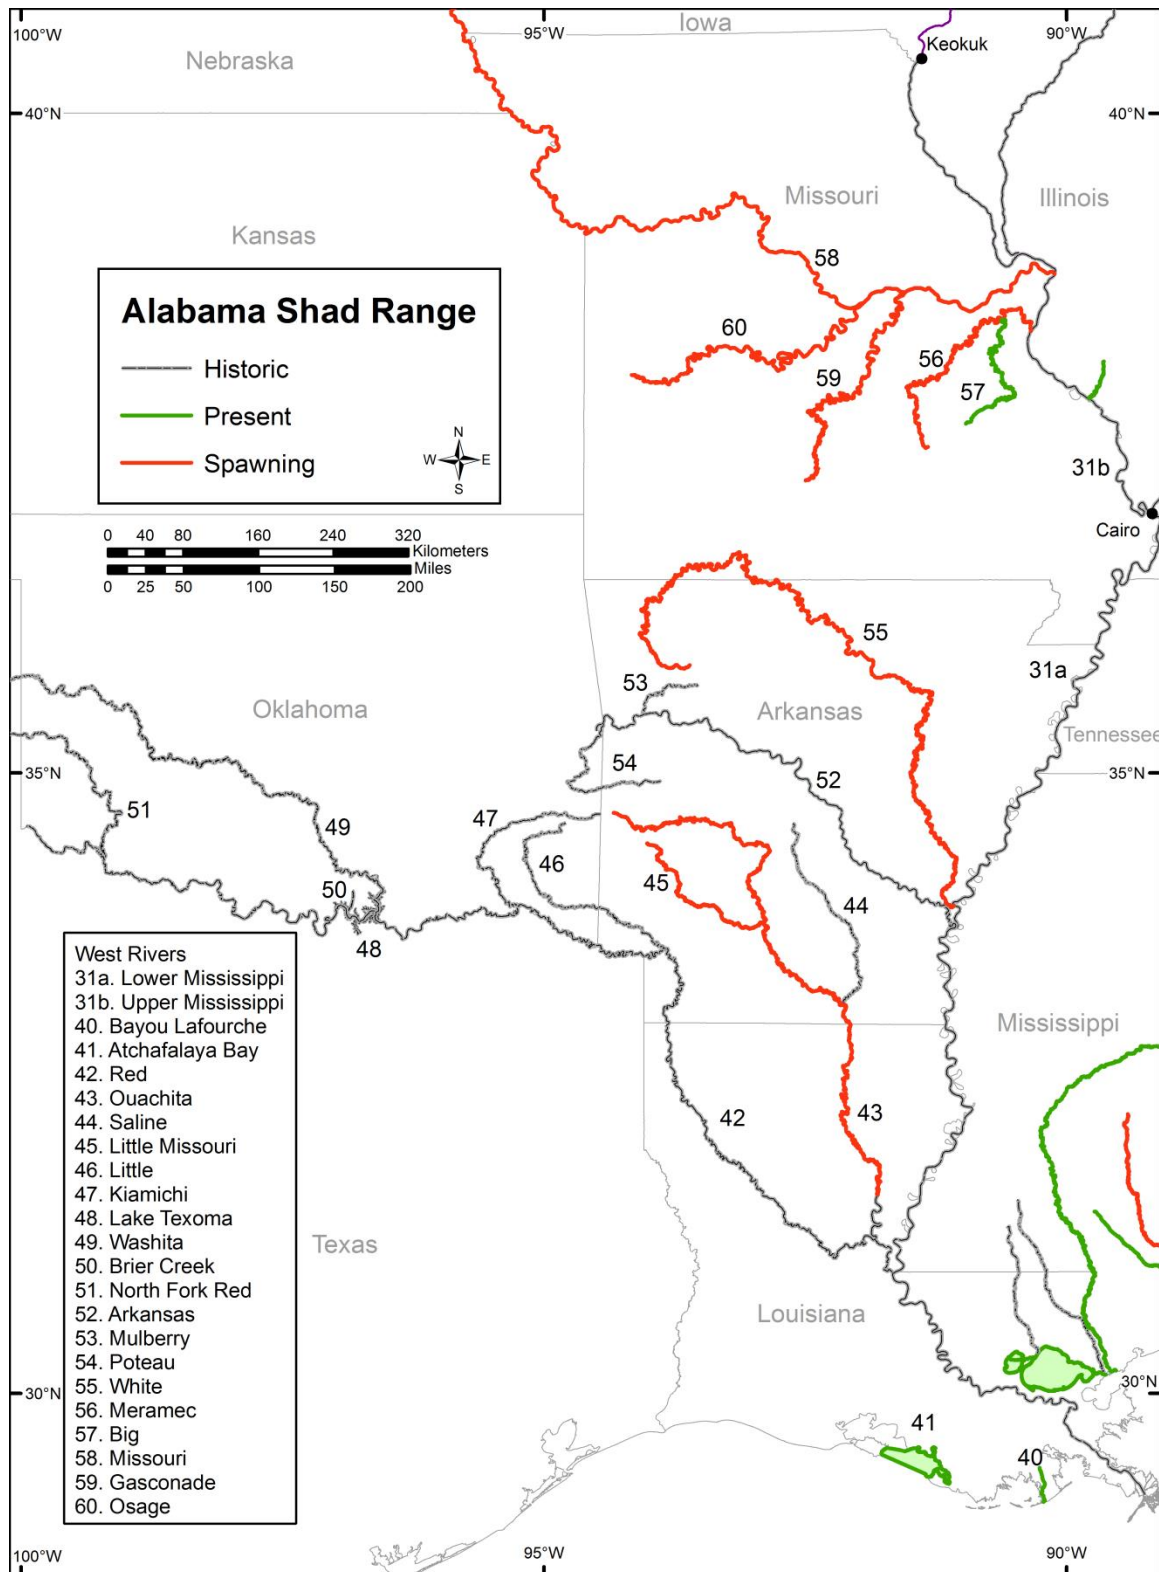 100°W
95°W
Iowa
90°W
Nebraska
Keokuk
40°N
40°N
Missouri
Illinois
Kansas
58
Alabama Shad Range
Historic
Present
Spawning
N
W E
S
60
59
56
57
31b
Cairo
0 40 80 160 240 320
Kilometers
Miles
0 25 50 100 150 200
55
53
31a
Oklahoma
Arkansas
Tennessee
35°N
54
52
35°N
51
49
47
46
50
45
44
48
West Rivers
31a. Lower Mississippi
31b. Upper Mississippi
40. Bayou Lafourche
41. Atchafalaya Bay
42. Red
43. Ouachita
44. Saline
45. Little Missouri
46. Little
47. Kiamichi
48. Lake Texoma
49. Washita
50. Brier Creek
51. North Fork Red
52. Arkansas
53. Mulberry
54. Poteau
55. White
56. Meramec
57. Big
58. Missouri
59. Gasconade
60. Osage
Mississippi
42
43
Texas
Louisiana
30°N
30°N
41
40
100°W
95°W
90°W